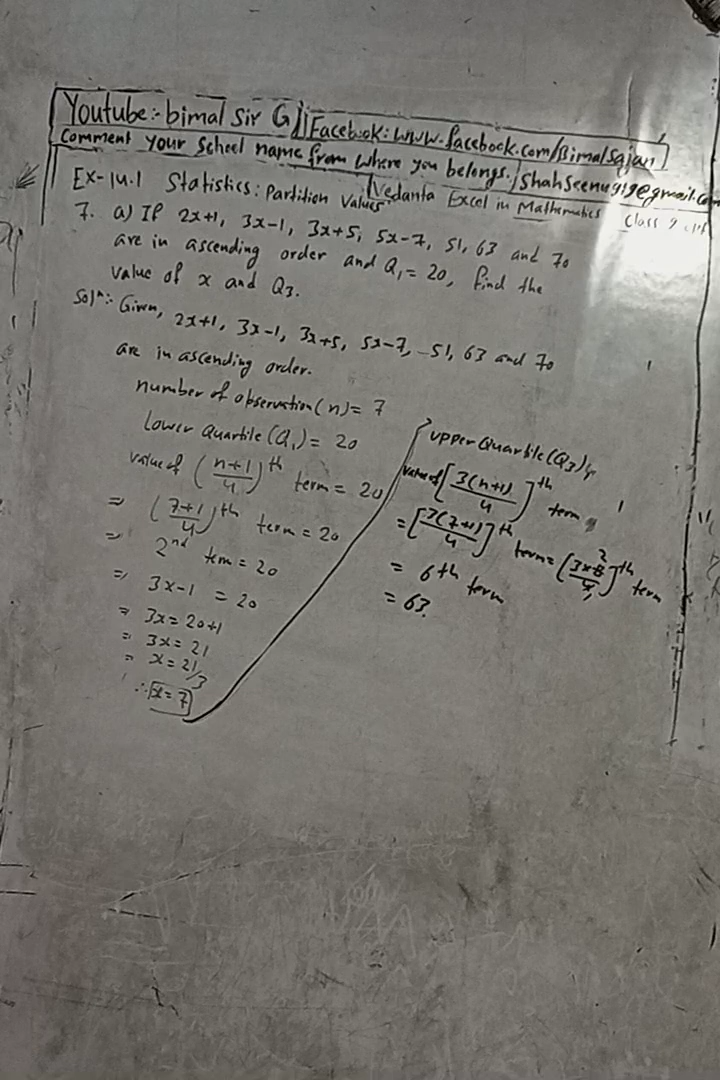 Youtube:- bimal Sir G || Facebook: www.facebook.com/Bimalsajan/
Comment your School name from where you belongs./
Ex-14.1 Statistics: Partition Values / Vedanta Excel in Mathematics Class 9
7. a) If 2x+1, 3x-1, 3x+5, 5x-7, 51, 63 and 70
are in ascending order and Q₁ = 20, find the
value of x and Q₃.
Solⁿ:- Given, 2x+1, 3x-1, 3x+5, 5x-7, 51, 63 and 70
are in ascending order.
number of observation (n) = 7
Lower Quartile (Q₁) = 20
value of (n+1/4)th term = 20
⇒ (7+1/4)th term = 20
⇒ 2nd term = 20
⇒ 3x-1 = 20
⇒ 3x = 20+1
⇒ 3x = 21
⇒ x = 21/3
∴ x = 7
upper Quartile (Q₃)
value of [3(n+1)/4]th term
= [3(7+1)/4]th term = (3x8/4)th term
= 6th term
= 63.